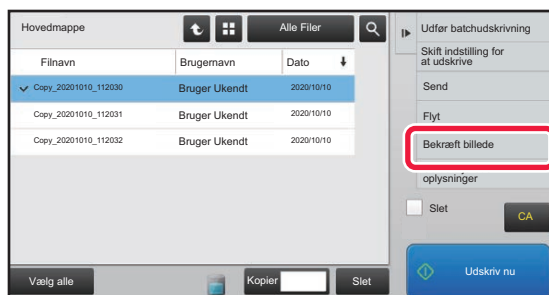 Hovedmappe
Alle Filer
Filnavn
Brugernavn
Dato
Copy_20201010_112030
Bruger Ukendt
2020/10/10
Copy_20201010_112031
Bruger Ukendt
2020/10/10
Copy_20201010_112032
Bruger Ukendt
2020/10/10
Vælg alle
Kopier
Slet
Udfør batchudskrivning
Skift indstilling for
at udskrive
Send
Flyt
Bekræft billede
oplysninger
Slet
CA
Udskriv nu